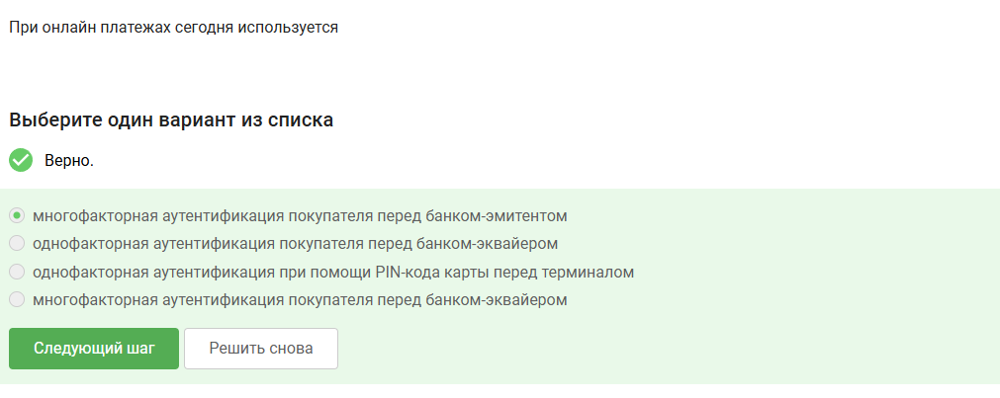 При онлайн платежах сегодня используется
Выберите один вариант из списка
Верно.
многофакторная аутентификация покупателя перед банком-эмитентом
однофакторная аутентификация покупателя перед банком-эквайером
однофакторная аутентификация при помощи PIN-кода карты перед терминалом
многофакторная аутентификация покупателя перед банком-эквайером
Следующий шаг
Решить снова